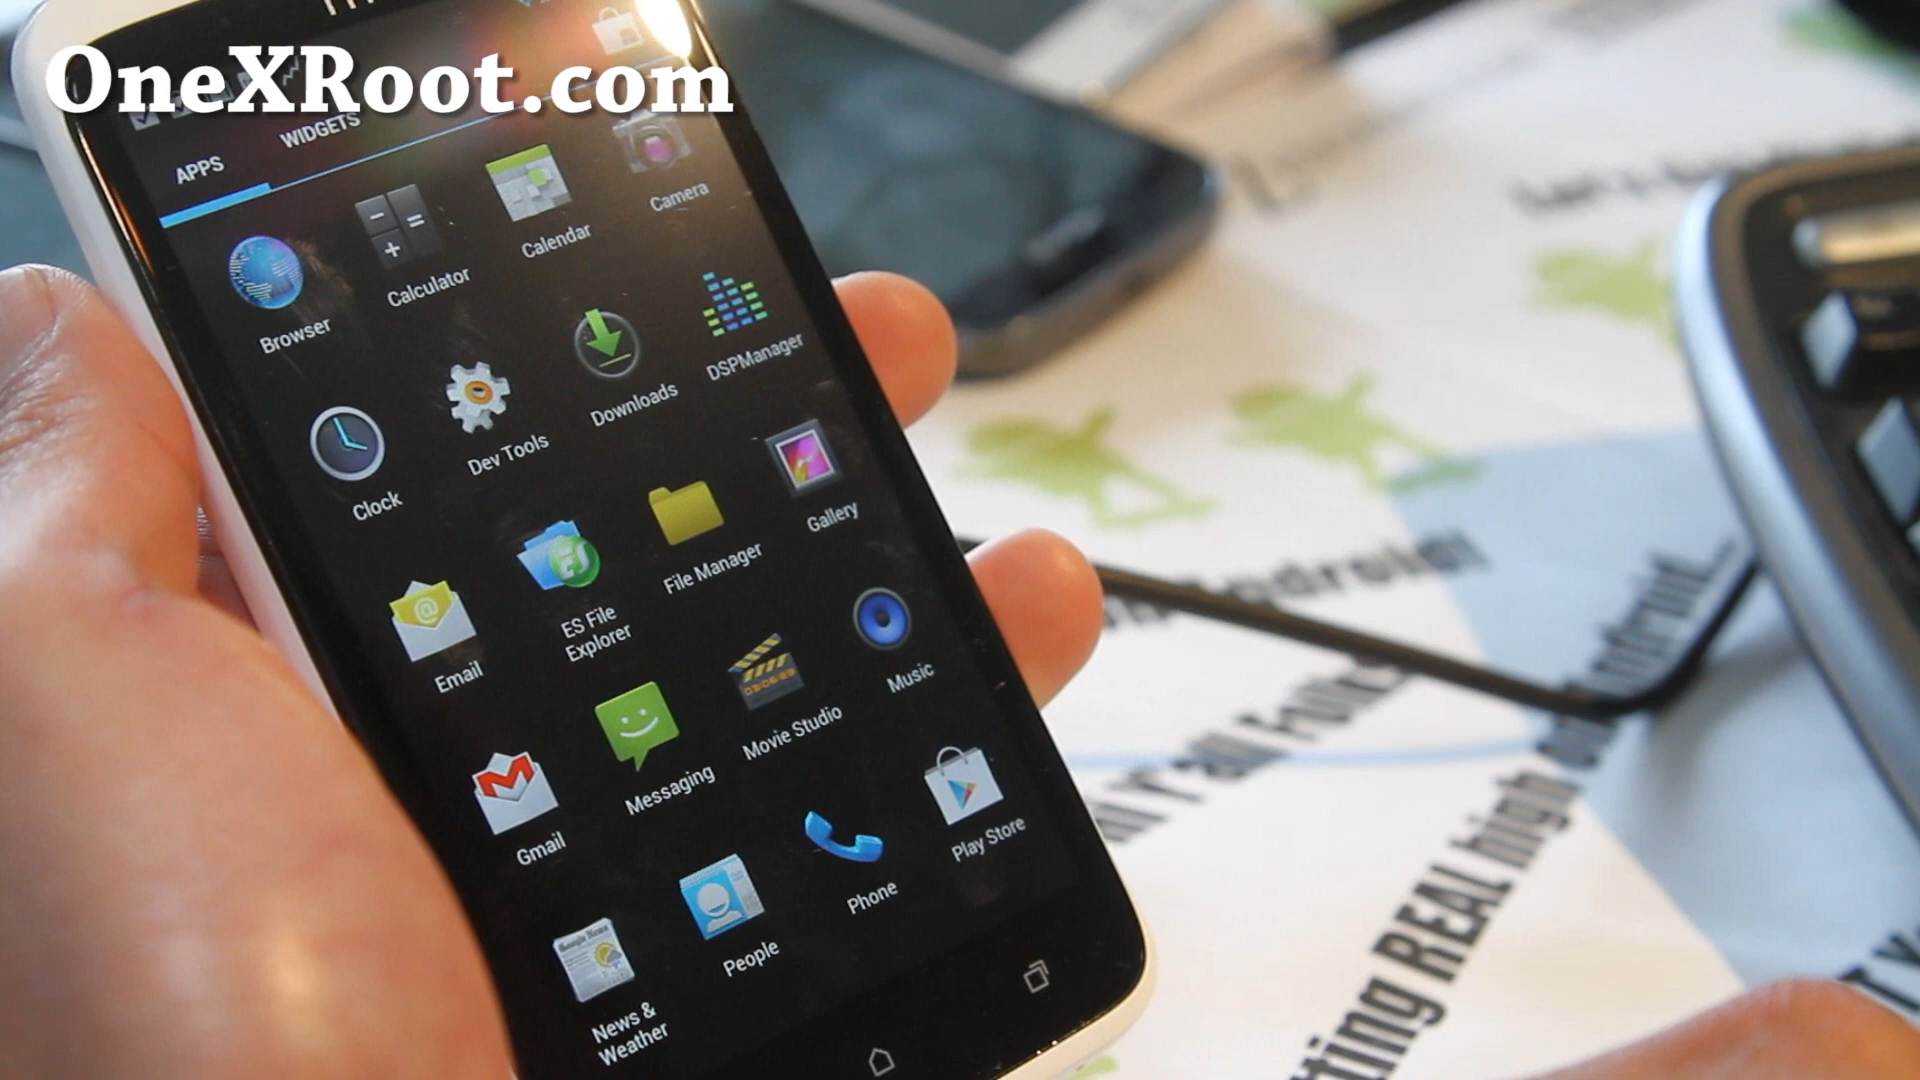 OneXRoot.com
APPS
WIDGETS
Browser
Calculator
Calendar
Camera
Clock
Dev Tools
Downloads
DSPManager
Email
ES File
Explorer
File Manager
Gallery
Gmail
Messaging
Movie Studio
Music
News &
Weather
People
Phone
Play Store
REAL high